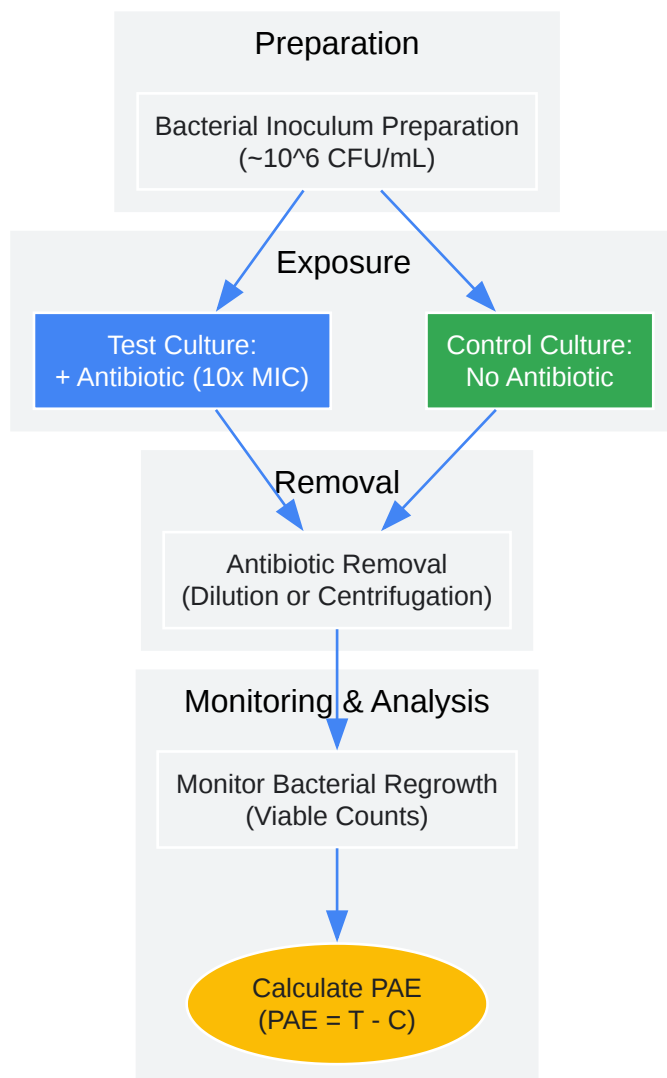 Preparation
Bacterial Inoculum Preparation
(~10^6 CFU/mL)
Exposure
Test Culture:
+ Antibiotic (10x MIC)
Control Culture:
No Antibiotic
Removal
Antibiotic Removal
(Dilution or Centrifugation)
Monitoring & Analysis
Monitor Bacterial Regrowth
(Viable Counts)
Calculate PAE
(PAE = T - C)